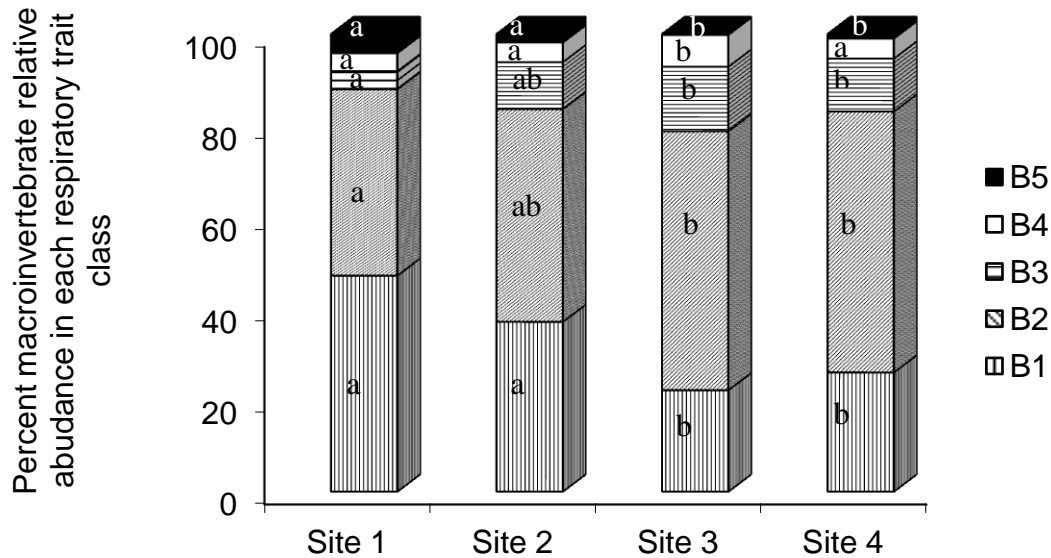 Percent macroinvertebrate relative
abudance in each respiratory trait
class
100
80
60
40
20
0
a
a
a
a
a
a
a
ab
ab
a
b
b
b
b
b
b
a
b
b
b
Site 1
Site 2
Site 3
Site 4
B5
B4
B3
B2
B1